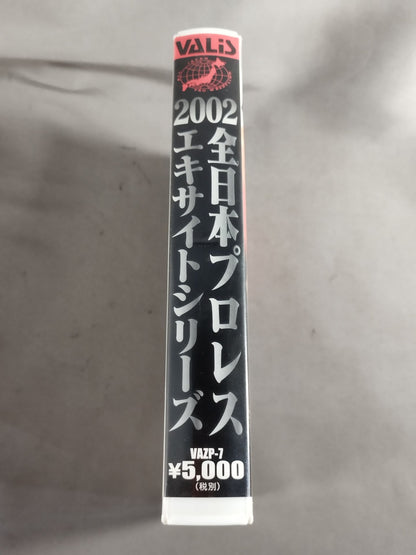 VALIS
2002
全日本プロレス
エキサイトシリーズ
VAZP-7
¥5,000
(税別)